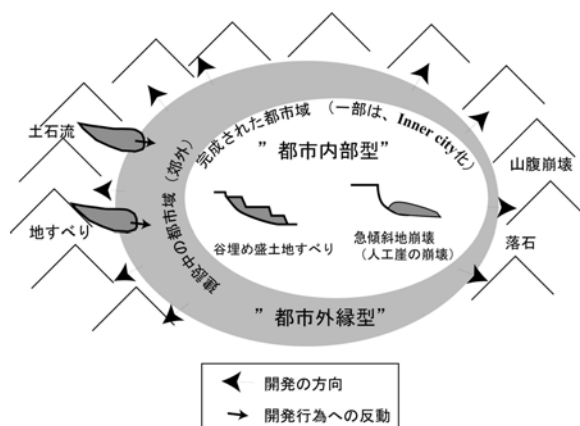 土石流
完成された都市域 (一部は、Inner city化)
建設中の都市域 (郊外)
”都市内部型”
山腹崩壊
地すべり
谷埋め盛土地すべり
急傾斜地崩壊
(人工崖の崩壊)
落石
”都市外縁型”
開発の方向
開発行為への反動